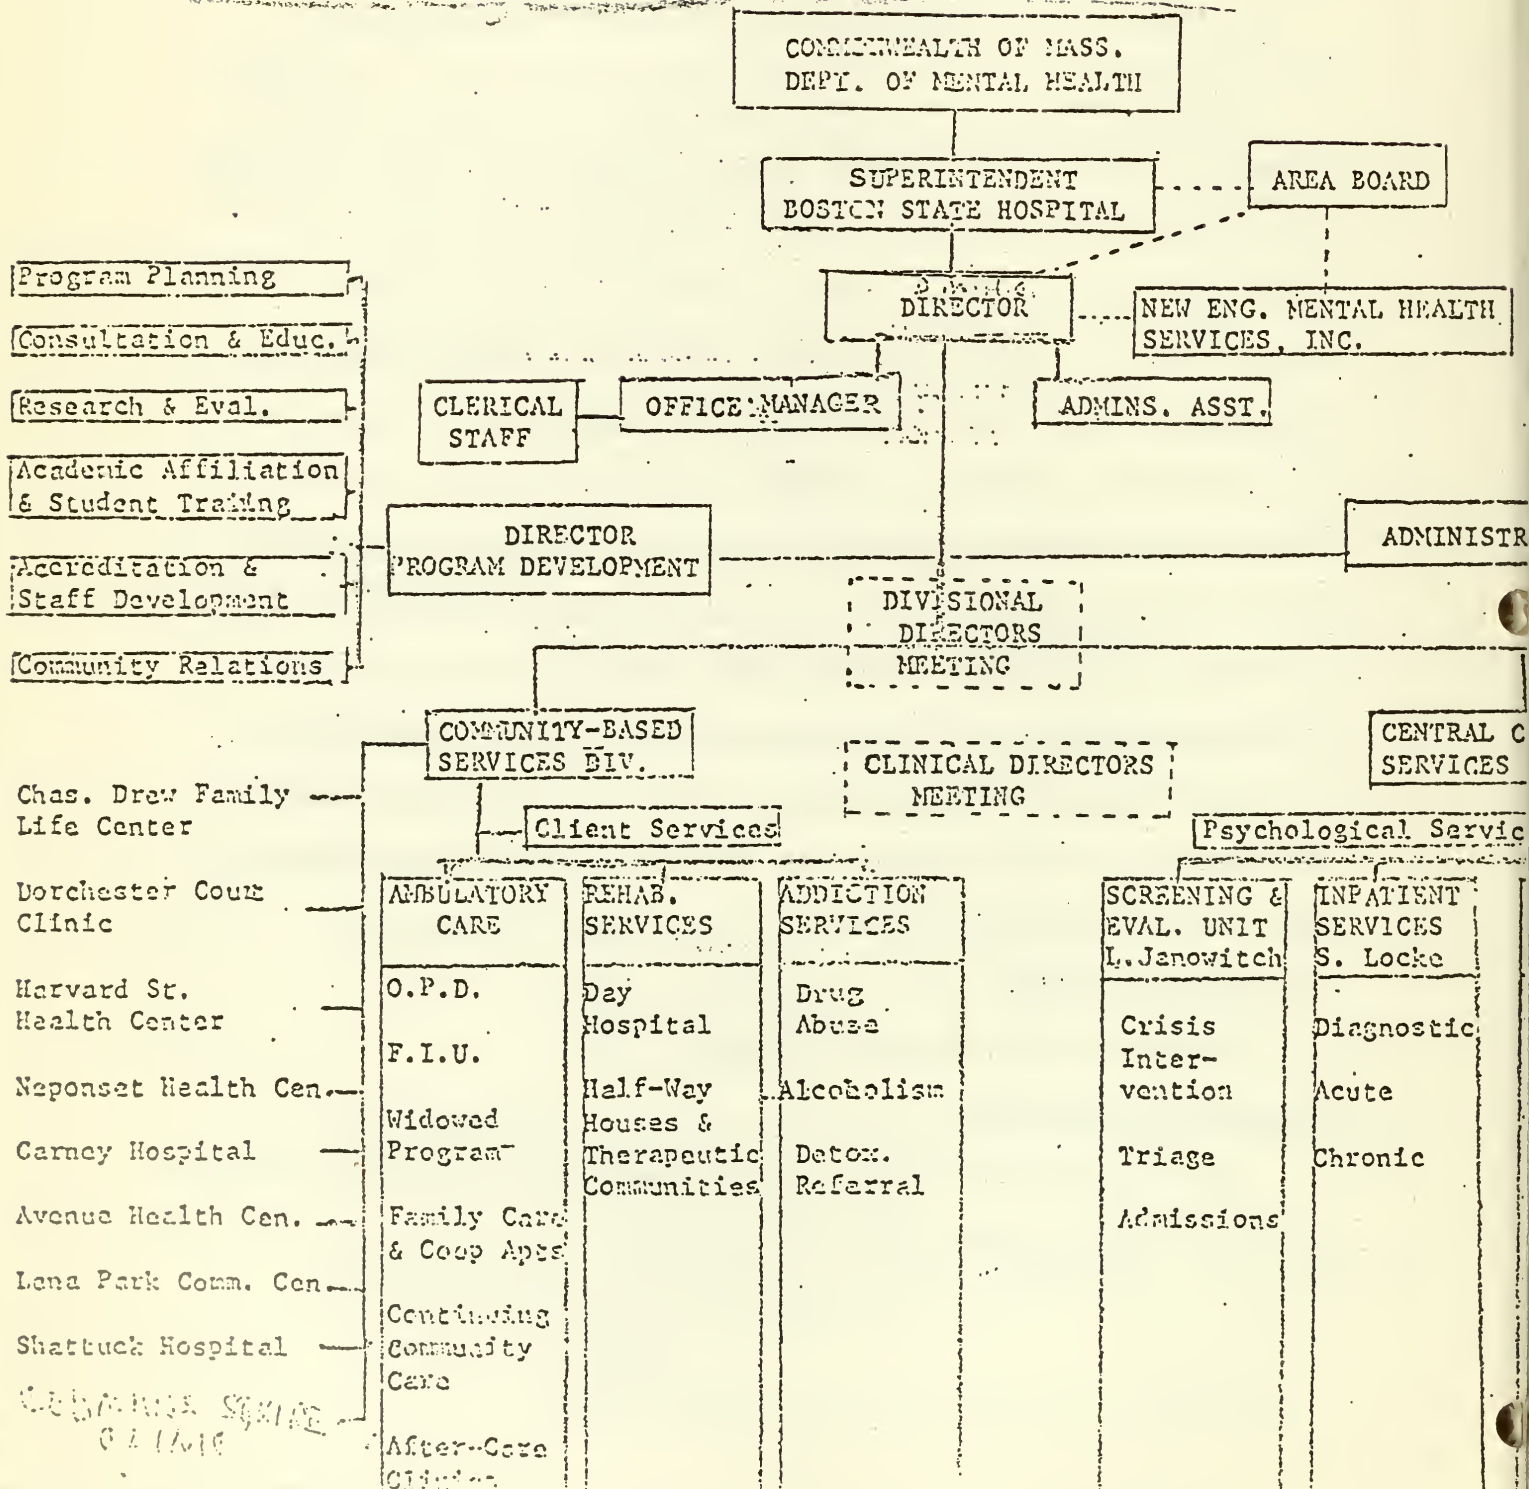 COMMONWEALTH OF MASS.
DEPT. OF MENTAL HEALTH
SUPERINTENDENT
BOSTON STATE HOSPITAL
AREA BOARD
DIRECTOR
NEW ENG. MENTAL HEALTH
SERVICES, INC.
CLERICAL
STAFF
OFFICE MANAGER
ADMINS. ASST.
Program Planning
Consultation & Educ.
Research & Eval.
Academic Affiliation
& Student Training
Accreditation &
Staff Development
Community Relations
DIRECTOR
PROGRAM DEVELOPMENT
ADMINISTR
DIVISIONAL
DIRECTORS
MEETING
COMMUNITY-BASED
SERVICES DIV.
CLINICAL DIRECTORS
MEETING
CENTRAL C
SERVICES
Client Services
Psychological Servic
Chas. Drew Family
Life Center
Dorchester Court
Clinic
Harvard St.
Health Center
Neponset Health Cen.
Carney Hospital
Avenue Health Cen.
Lena Park Comm. Cen.
Shattuck Hospital
SQUARE
AMBULATORY
CARE
O.P.D.
F.I.U.
Widowed
Program
Family Care
& Coop Apts
Continuing
Community
Care
After-Care
Clinics
REHAB.
SERVICES
Day
Hospital
Half-Way
Houses &
Therapeutic
Communities
ADDICTION
SERVICES
Drug
Abuse
Alcoholism
Detox.
Referral
SCREENING &
EVAL. UNIT
L. Janowitch
Crisis
Inter-
vention
Triage
Admissions
INPATIENT
SERVICES
S. Locke
Diagnostic
Acute
Chronic